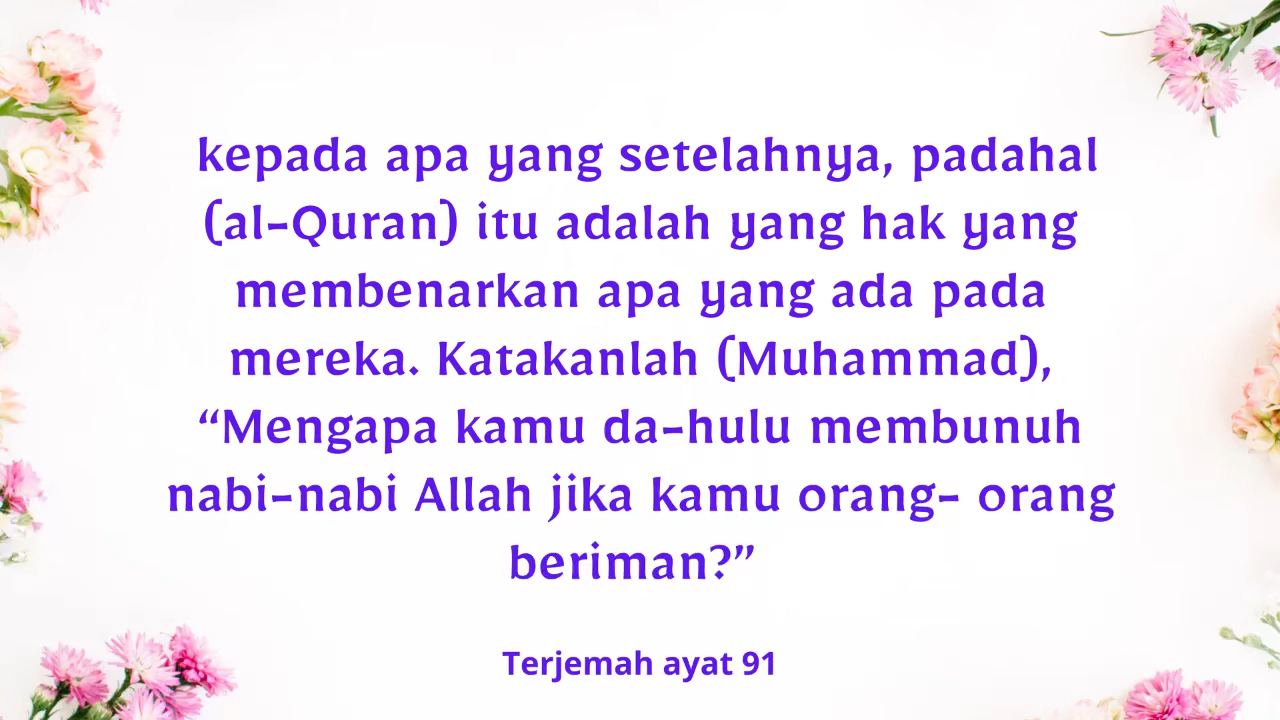 kepada apa yang setelahnya, padahal
(al-Quran) itu adalah yang hak yang
membenarkan apa yang ada pada
mereka. Katakanlah (Muhammad),
“Mengapa kamu da-hulu membunuh
nabi-nabi Allah jika kamu orang- orang
beriman?”
Terjemah ayat 91